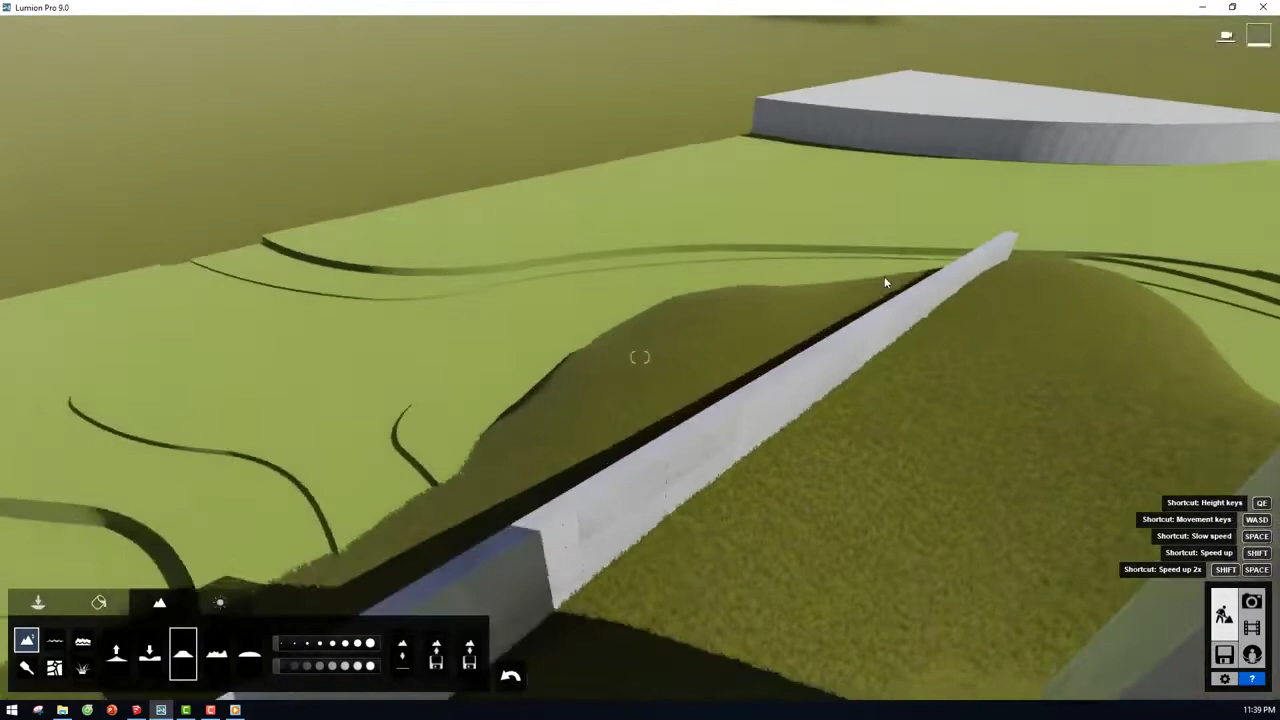 Lumion Pro 9.0
Shortcut: Height keys QE
Shortcut: Movement keys WASD
Shortcut: Slow speed SPACE
Shortcut: Speed up SHIFT
Shortcut: Speed up 2x SHIFT SPACE
?
11:39 PM